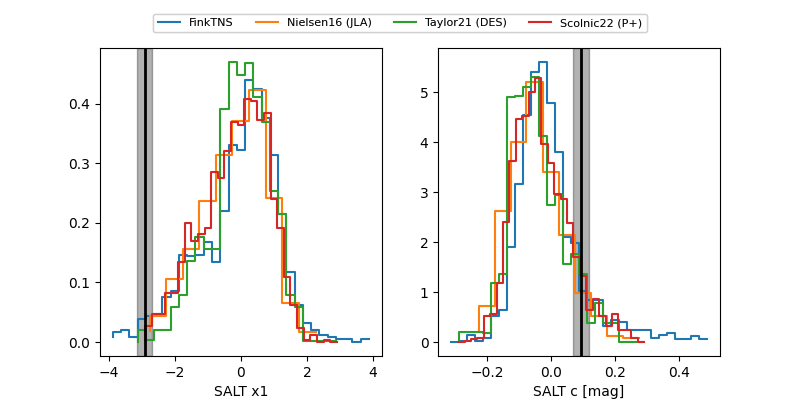 FinkTNS Nielsen16 (JLA) Taylor21 (DES) Scolnic22 (P+)
0.4
0.3
0.2
0.1
0.0
−4 −2 0 2 4
SALT x1
5
4
3
2
1
0
−0.2 0.0 0.2 0.4
SALT c [mag]